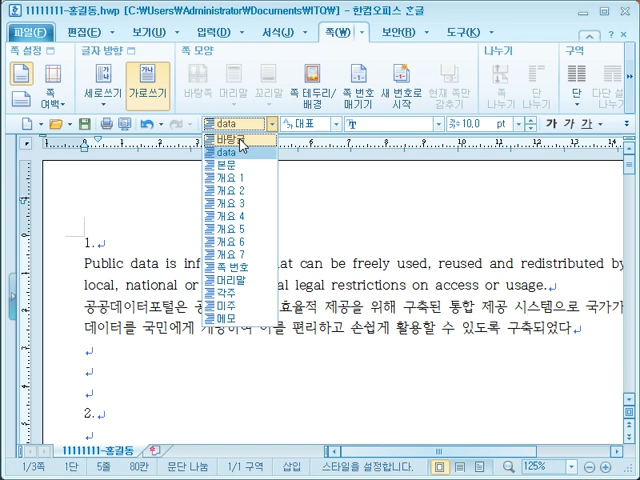 11111111-홍길동.hwp [C:₩Users₩Administrator₩Documents₩ITQ₩] - 한컴오피스 한글
파일(F) 편집(E) 보기(U) 입력(D) 서식(J) 쪽(W) 보안(R) 도구(K)
쪽 설정 글자 방향 쪽 모양 나누기 구역
쪽 여백 세로쓰기 가로쓰기 바탕쪽 머리말 꼬리말 쪽 테두리/배경 쪽 번호 매기기 새 번호로 시작 현재 쪽만 감추기 쪽 나누기 단 나누기 단 다단 설
data 대표 10.0 pt 가 가 가
바탕글
data
본문
개요 1
개요 2
개요 3
개요 4
개요 5
개요 6
개요 7
쪽 번호
머리말
각주
미주
메모
1.
Public data is inf hat can be freely used, reused and redistributed by
local, national or al legal restrictions on access or usage.
공공데이터포털은 공 효율적 제공을 위해 구축된 통합 제공 시스템으로 국가가
데이터를 국민에게 개방하여 이를 편리하고 손쉽게 활용할 수 있도록 구축되었다
2.
11111111-홍길동
1/3쪽 1단 5줄 80칸 문단 나눔 1/1 구역 삽입 스타일을 설정합니다. 125%